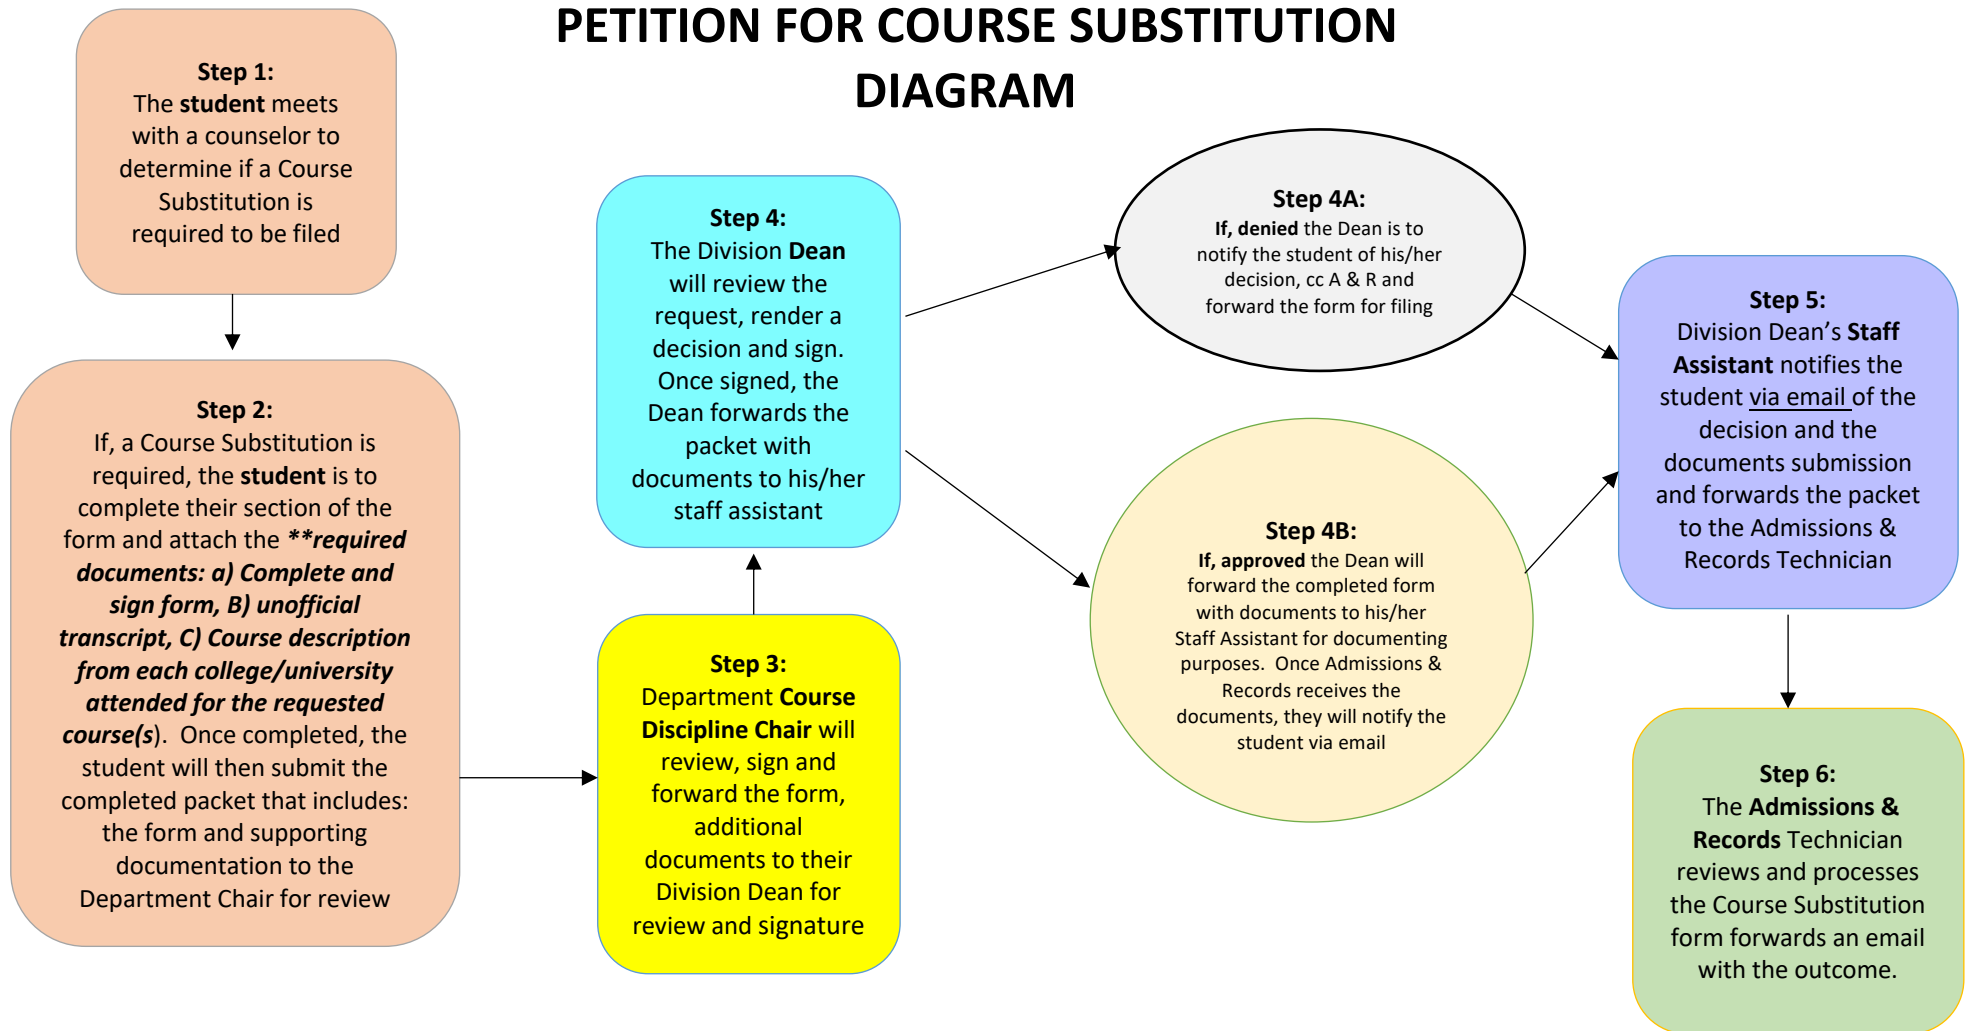 PETITION FOR COURSE SUBSTITUTION
DIAGRAM
Step 1:
The student meets
with a counselor to
determine if a Course
Substitution is
required to be filed
Step 2:
If, a Course Substitution is
required, the student is to
complete their section of the
form and attach the **required
documents: a) Complete and
sign form, B) unofficial
transcript, C) Course description
from each college/university
attended for the requested
course(s). Once completed, the
student will then submit the
completed packet that includes:
the form and supporting
documentation to the
Department Chair for review
Step 3:
Department Course
Discipline Chair will
review, sign and
forward the form,
additional
documents to their
Division Dean for
review and signature
Step 4:
The Division Dean
will review the
request, render a
decision and sign.
Once signed, the
Dean forwards the
packet with
documents to his/her
staff assistant
Step 4A:
If, denied the Dean is to
notify the student of his/her
decision, cc A & R and
forward the form for filing
Step 4B:
If, approved the Dean will
forward the completed form
with documents to his/her
Staff Assistant for documenting
purposes. Once Admissions &
Records receives the
documents, they will notify the
student via email
Step 5:
Division Dean’s Staff
Assistant notifies the
student via email of the
decision and the
documents submission
and forwards the packet
to the Admissions &
Records Technician
Step 6:
The Admissions &
Records Technician
reviews and processes
the Course Substitution
form forwards an email
with the outcome.